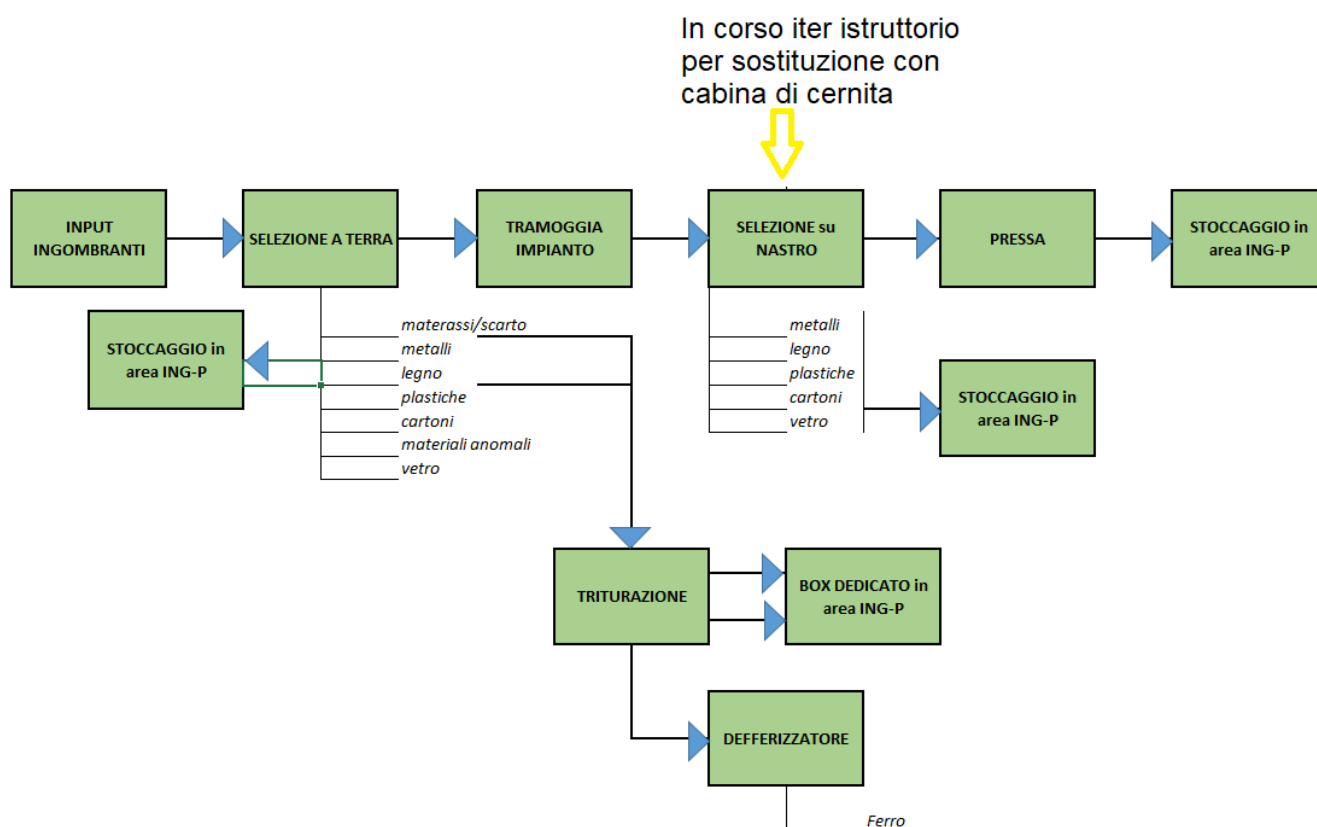 In corso iter istruttorio
per sostituzione con
cabina di cernita
INPUT
INGOMBRANTI
SELEZIONE A TERRA
TRAMOGGIA
IMPIANTO
SELEZIONE su
NASTRO
PRESSA
STOCCAGGIO in
area ING-P
STOCCAGGIO in
area ING-P
materassi/scarto
metalli
legno
plastiche
cartoni
materiali anomali
vetro
metalli
legno
plastiche
cartoni
vetro
STOCCAGGIO in
area ING-P
TRITURAZIONE
BOX DEDICATO in
area ING-P
DEFFERIZZATORE
Ferro